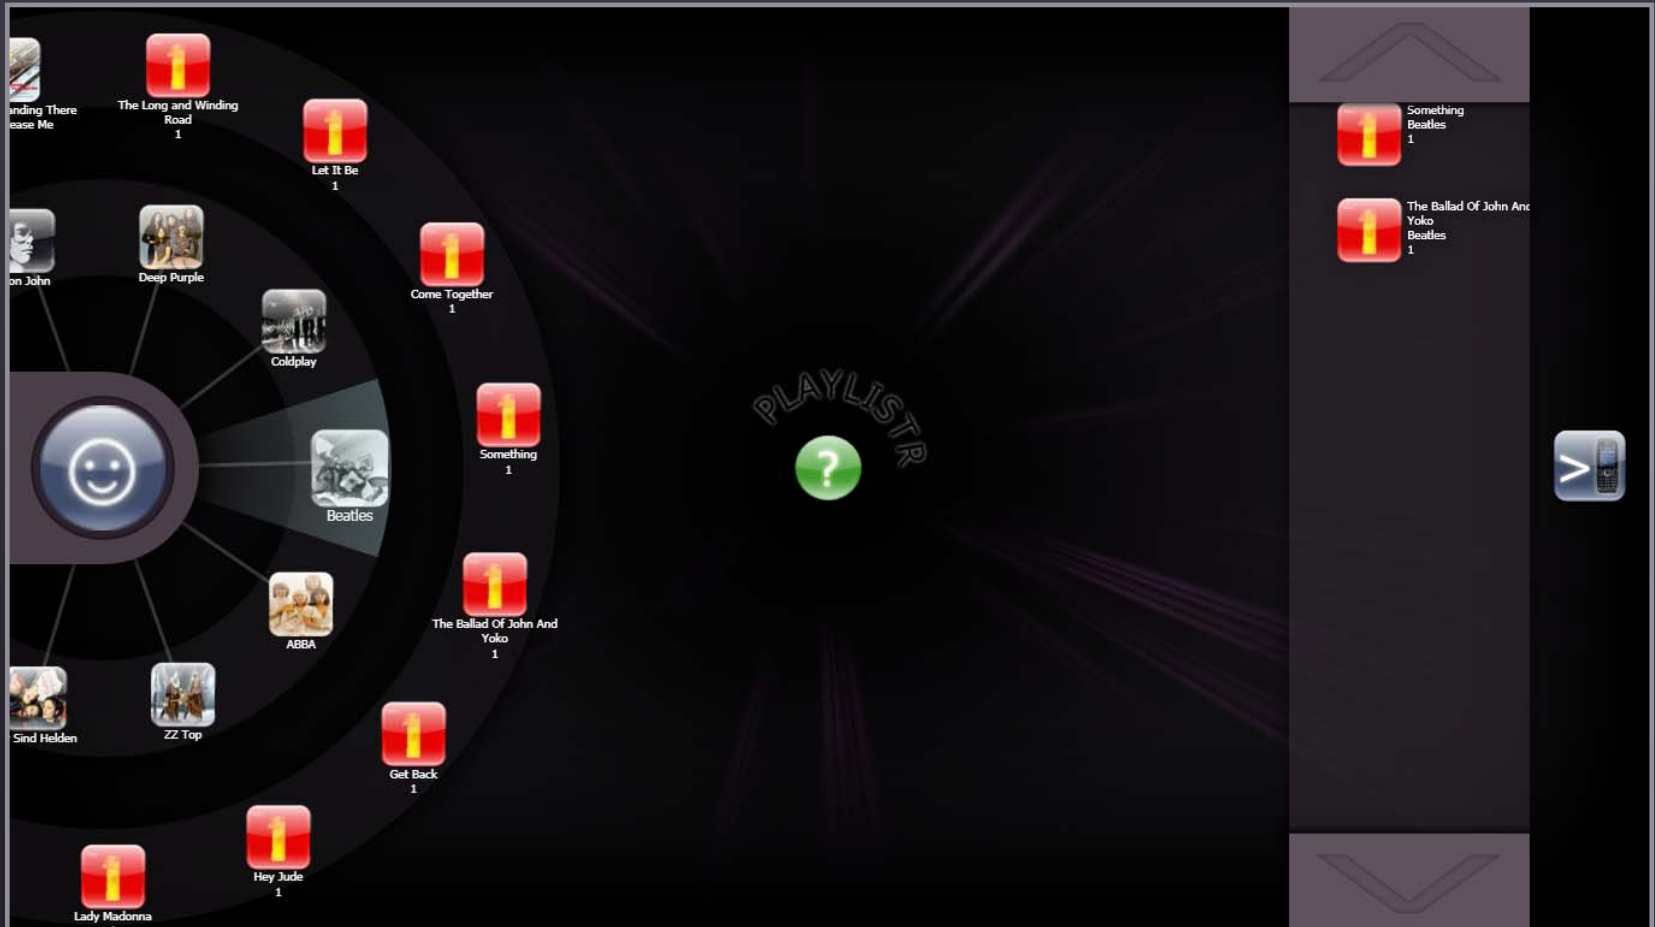 anding There
ease Me
The Long and Winding
Road
1
Let It Be
1
Come Together
1
Something
1
The Ballad Of John And
Yoko
1
Get Back
1
Hey Jude
1
Lady Madonna
on John
Deep Purple
Coldplay
Beatles
ABBA
ZZ Top
Sind Helden
PLAYLISTR
?
Something
Beatles
1
The Ballad Of John And
Yoko
Beatles
1
>